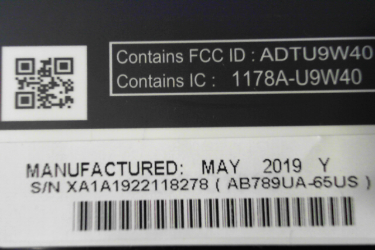 Contains FCC ID : ADTU9W40
Contains IC : 1178A-U9W40
MANUFACTURED: MAY 2019 Y
S/N XA1A1922118278 ( AB789UA-65US )